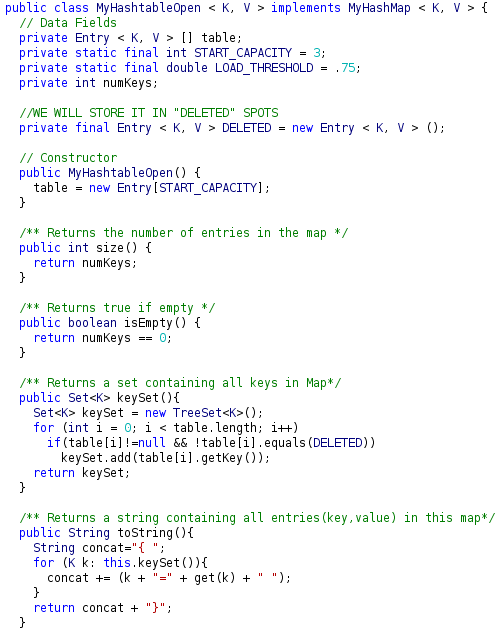 public class MyHashtableOpen < K, V > implements MyHashMap < K, V > {
  // Data Fields
  private Entry < K, V > [] table;
  private static final int START_CAPACITY = 3;
  private static final double LOAD_THRESHOLD = .75;
  private int numKeys;

  //WE WILL STORE IT IN "DELETED" SPOTS
  private final Entry < K, V > DELETED = new Entry < K, V > ();

  // Constructor
  public MyHashtableOpen() {
    table = new Entry[START_CAPACITY];
  }

  /** Returns the number of entries in the map */
  public int size() {
    return numKeys;
  }

  /** Returns true if empty */
  public boolean isEmpty() {
    return numKeys == 0;
  }

  /** Returns a set containing all keys in Map*/
  public Set<K> keySet(){
    Set<K> keySet = new TreeSet<K>();
    for (int i = 0; i < table.length; i++)
      if(table[i]!=null && !table[i].equals(DELETED))
        keySet.add(table[i].getKey());
    return keySet;
  }

  /** Returns a string containing all entries(key,value) in this map*/
  public String toString(){
    String concat="{ ";
    for (K k: this.keySet()){
      concat += (k + "=" + get(k) + " ");
    }
    return concat + "}";
  }